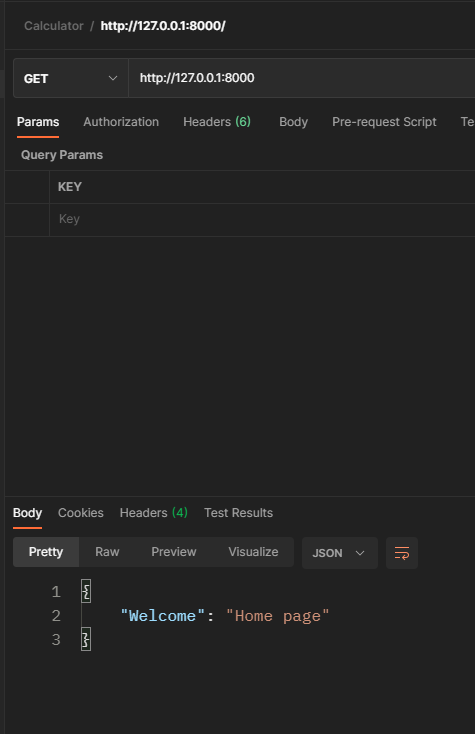 Calculator / http://127.0.0.1:8000/
GET http://127.0.0.1:8000
Params Authorization Headers (6) Body Pre-request Script Te
Query Params
KEY
Key
Body Cookies Headers (4) Test Results
Pretty Raw Preview Visualize JSON
1 {
2 "Welcome": "Home page"
3 }